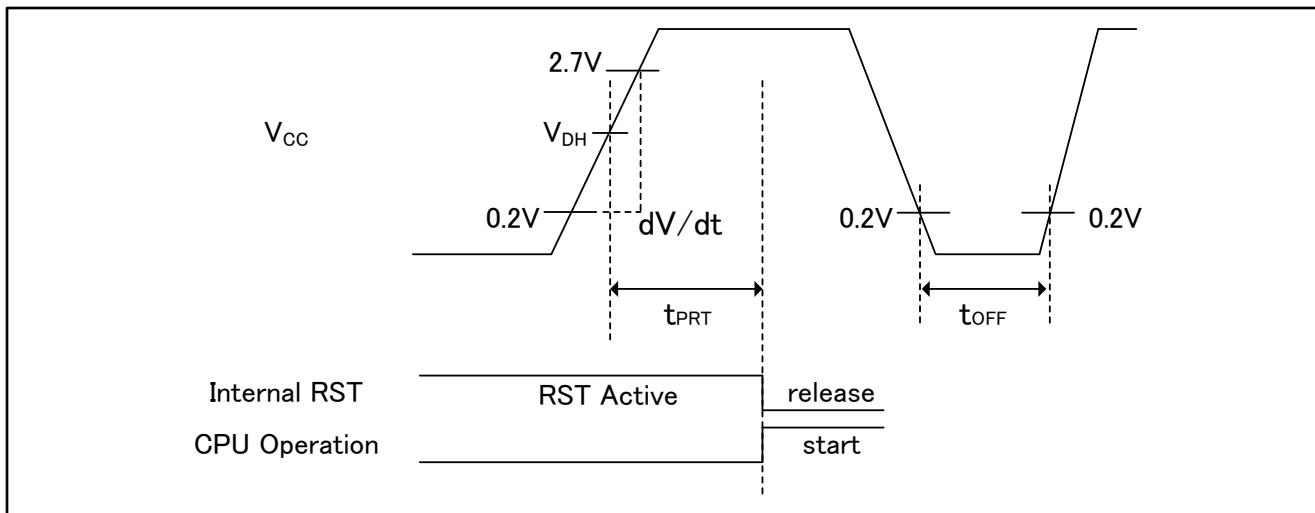 2.7V
VCC
VDH
0.2V
dV/dt
0.2V
0.2V
tPRT
tOFF
Internal RST
RST Active
release
CPU Operation
start